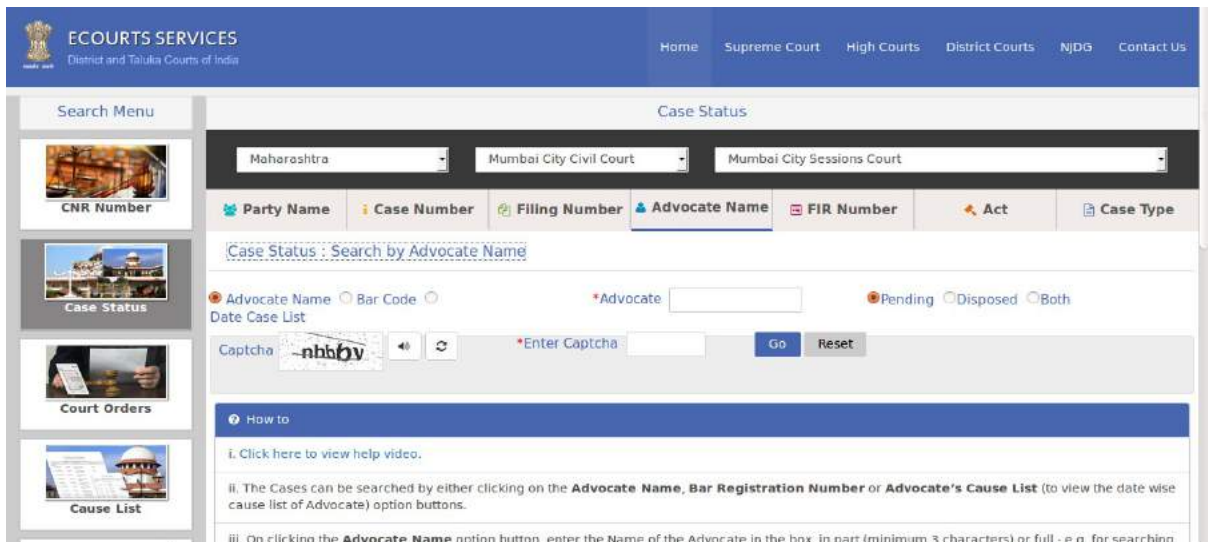 ECOURTS SERVICES
District and Taluka Courts of India
Home Supreme Court High Courts District Courts NJDG Contact Us
Search Menu
Case Status
Maharashtra Mumbai City Civil Court Mumbai City Sessions Court
CNR Number
Party Name Case Number Filing Number Advocate Name FIR Number Act Case Type
Case Status : Search by Advocate Name
Case Status
Advocate Name Bar Code
Date Case List
*Advocate
Pending Disposed Both
Captcha nhbbv *Enter Captcha Go Reset
Court Orders
How to
i. Click here to view help video.
ii. The Cases can be searched by either clicking on the Advocate Name, Bar Registration Number or Advocate's Cause List (to view the date wise
cause list of Advocate) option buttons.
Cause List
iii. On clicking the Advocate Name option button, enter the Name of the Advocate in the box, in part (minimum 3 characters) or full - e.g. for searching